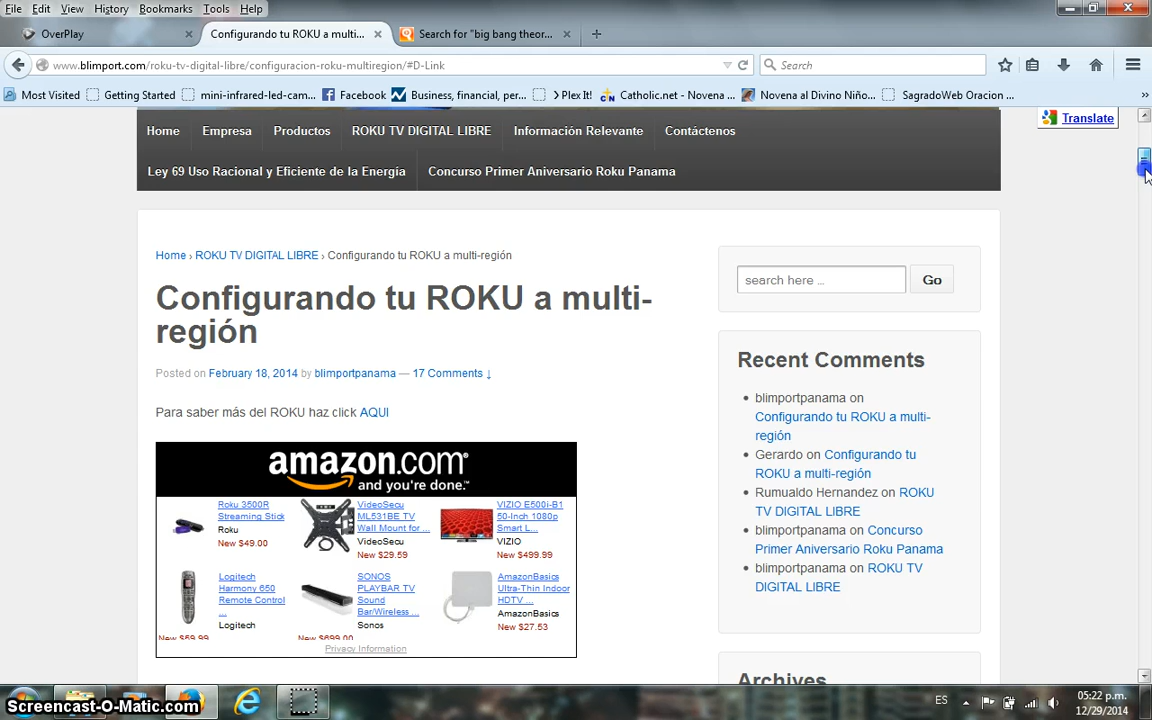 File Edit View History Bookmarks Tools Help
OverPlay × Configurando tu ROKU a multi... × Search for "big bang theor... × +
www.blimport.com/roku-tv-digital-libre/configuracion-roku-multiregion/#D-Link Search
Most Visited Getting Started mini-infrared-led-cam... Facebook Business, financial, per... > Plex It! Catholic.net - Novena ... Novena al Divino Niño... SagradoWeb Oracion ... »
Translate
Home Empresa Productos ROKU TV DIGITAL LIBRE Información Relevante Contáctenos
Ley 69 Uso Racional y Eficiente de la Energía Concurso Primer Aniversario Roku Panama
Home › ROKU TV DIGITAL LIBRE › Configurando tu ROKU a multi-región
Configurando tu ROKU a multi-
región
Posted on February 18, 2014 by blimportpanama — 17 Comments ↓
Para saber más del ROKU haz click AQUI
amazon.com
and you're done.™
Roku 3500R
Streaming Stick
Roku
New $49.00
VideoSecu
ML531BE TV
Wall Mount for ...
VideoSecu
New $29.59
VIZIO E500i-B1
50-Inch 1080p
Smart L...
VIZIO
New $499.99
Logitech
Harmony 650
Remote Control
...
Logitech
New $59.99
SONOS
PLAYBAR TV
Sound
Bar/Wireless ...
Sonos
New $699.00
AmazonBasics
Ultra-Thin Indoor
HDTV ...
AmazonBasics
New $27.53
Privacy Information
search here ... Go
Recent Comments
blimportpanama on
Configurando tu ROKU a multi-
región
Gerardo on Configurando tu
ROKU a multi-región
Rumualdo Hernandez on ROKU
TV DIGITAL LIBRE
blimportpanama on Concurso
Primer Aniversario Roku Panama
blimportpanama on ROKU TV
DIGITAL LIBRE
Archives
Screencast-O-Matic.com
ES
05:22 p.m.
12/29/2014